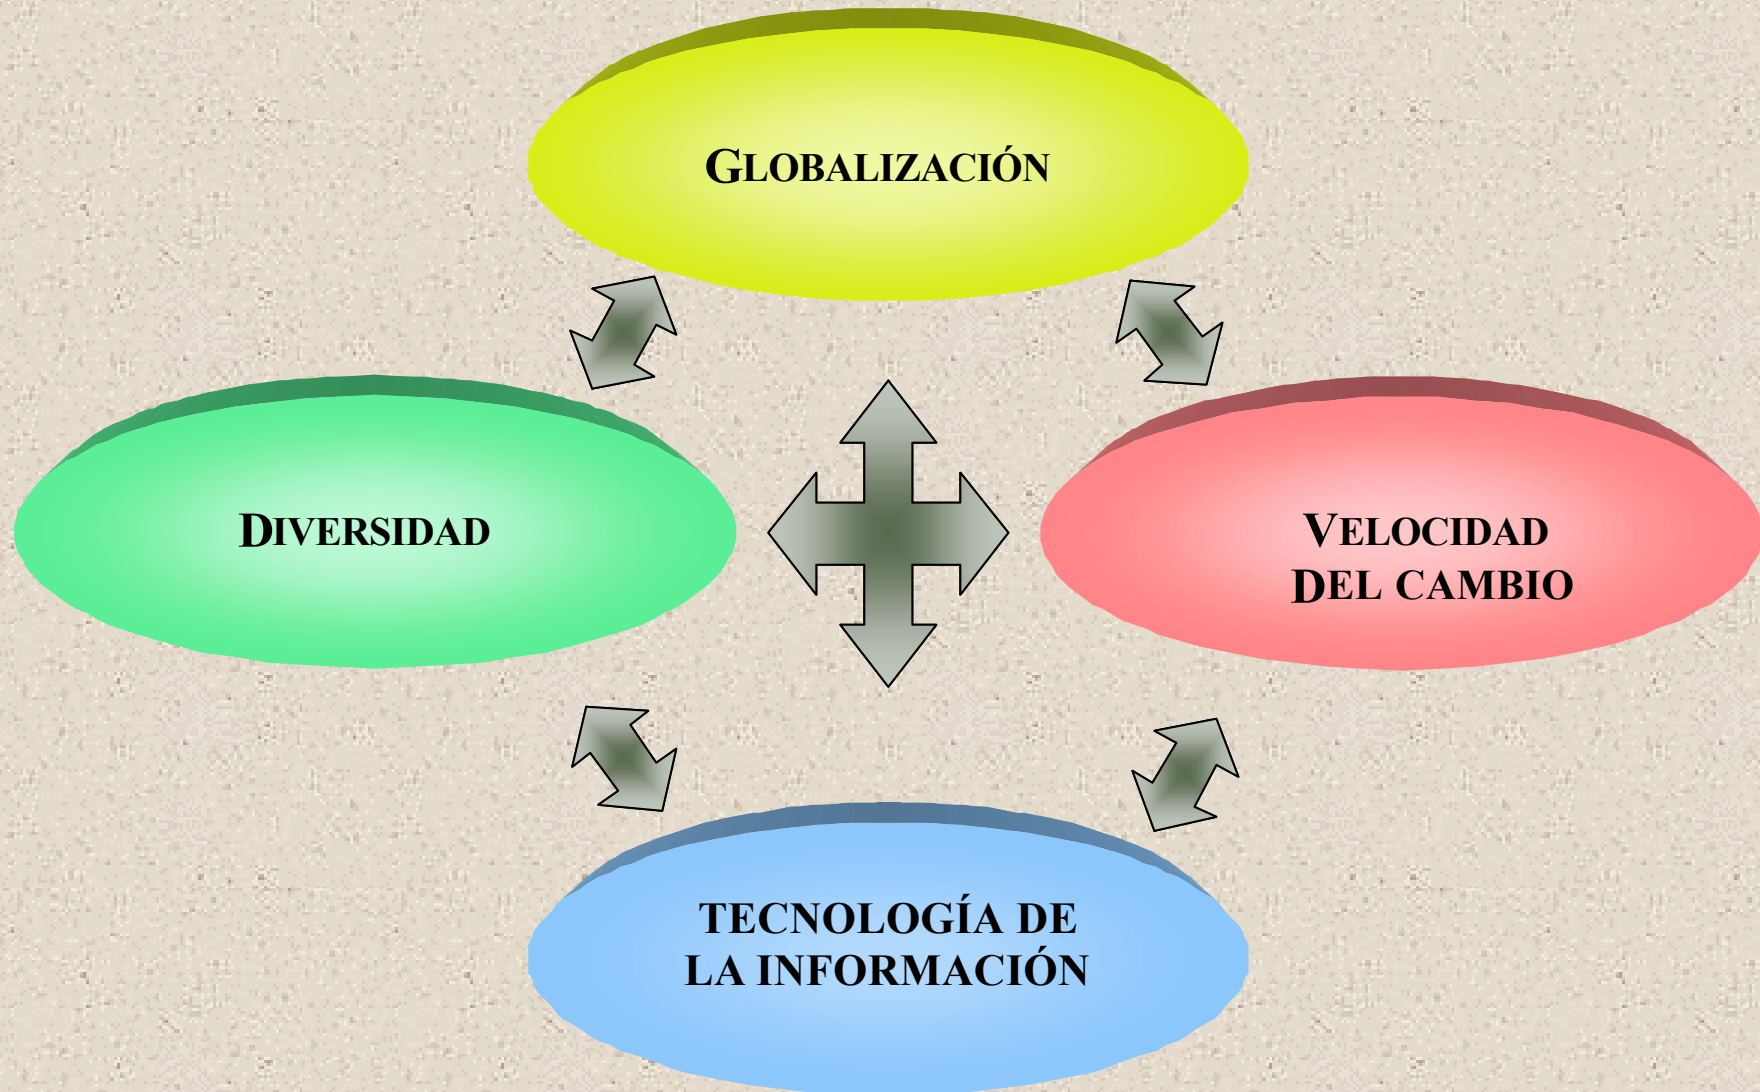 GLOBALIZACIÓN
DIVERSIDAD
VELOCIDAD
DEL CAMBIO
TECNOLOGÍA DE
LA INFORMACIÓN